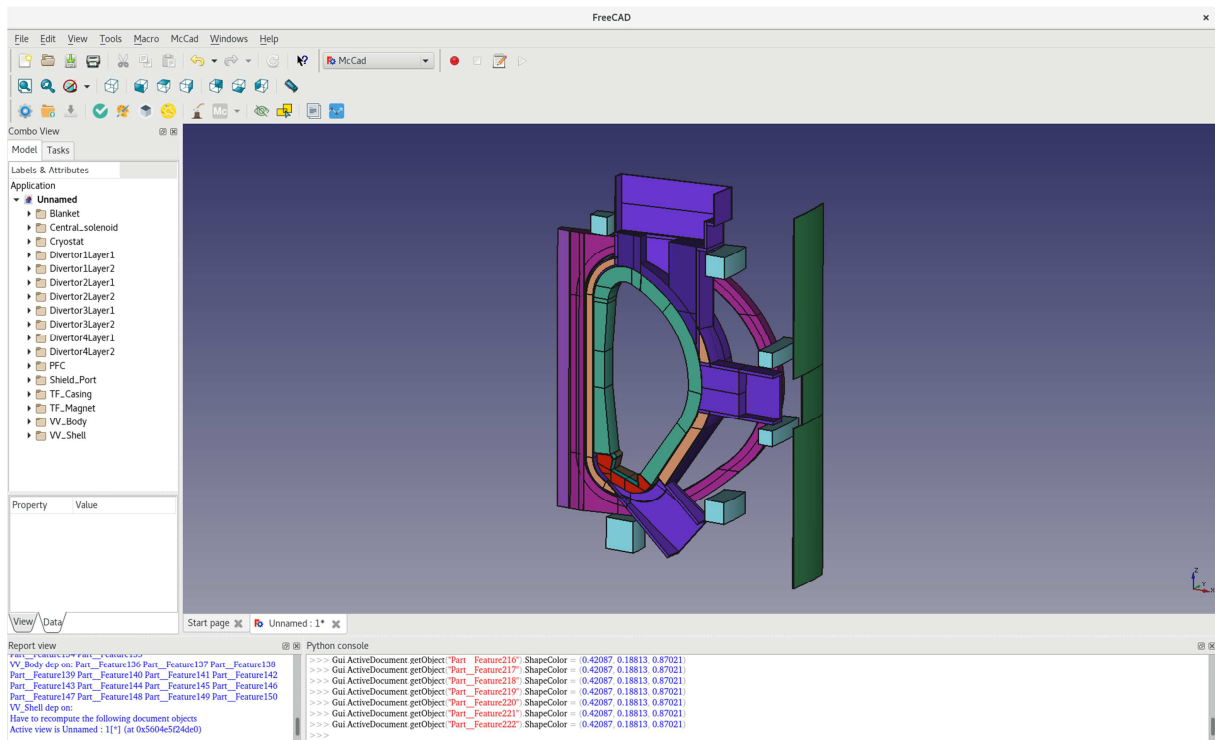 FreeCAD
×
File Edit View Tools Macro McCad Windows Help
McCad
Mc
Combo View
Model Tasks
Labels & Attributes
Application
Unnamed
Blanket
Central_solenoid
Cryostat
Divertor1Layer1
Divertor1Layer2
Divertor2Layer1
Divertor2Layer2
Divertor3Layer1
Divertor3Layer2
Divertor4Layer1
Divertor4Layer2
PFC
Shield_Port
TF_Casing
TF_Magnet
VV_Body
VV_Shell
Property Value
Z
Y
X
View Data
Start page Unnamed : 1*
Report view
Part__Feature134 Part__Feature135
VV_Body dep on: Part__Feature136 Part__Feature137 Part__Feature138
Part__Feature139 Part__Feature140 Part__Feature141 Part__Feature142
Part__Feature143 Part__Feature144 Part__Feature145 Part__Feature146
Part__Feature147 Part__Feature148 Part__Feature149 Part__Feature150
VV_Shell dep on:
Have to recompute the following document objects
Active view is Unnamed : 1[*] (at 0x5604e5f24de0)
Python console
>>> Gui.ActiveDocument.getObject("Part__Feature216").ShapeColor = (0.42087, 0.18813, 0.87021)
>>> Gui.ActiveDocument.getObject("Part__Feature217").ShapeColor = (0.42087, 0.18813, 0.87021)
>>> Gui.ActiveDocument.getObject("Part__Feature218").ShapeColor = (0.42087, 0.18813, 0.87021)
>>> Gui.ActiveDocument.getObject("Part__Feature219").ShapeColor = (0.42087, 0.18813, 0.87021)
>>> Gui.ActiveDocument.getObject("Part__Feature220").ShapeColor = (0.42087, 0.18813, 0.87021)
>>> Gui.ActiveDocument.getObject("Part__Feature221").ShapeColor = (0.42087, 0.18813, 0.87021)
>>> Gui.ActiveDocument.getObject("Part__Feature222").ShapeColor = (0.42087, 0.18813, 0.87021)
>>>